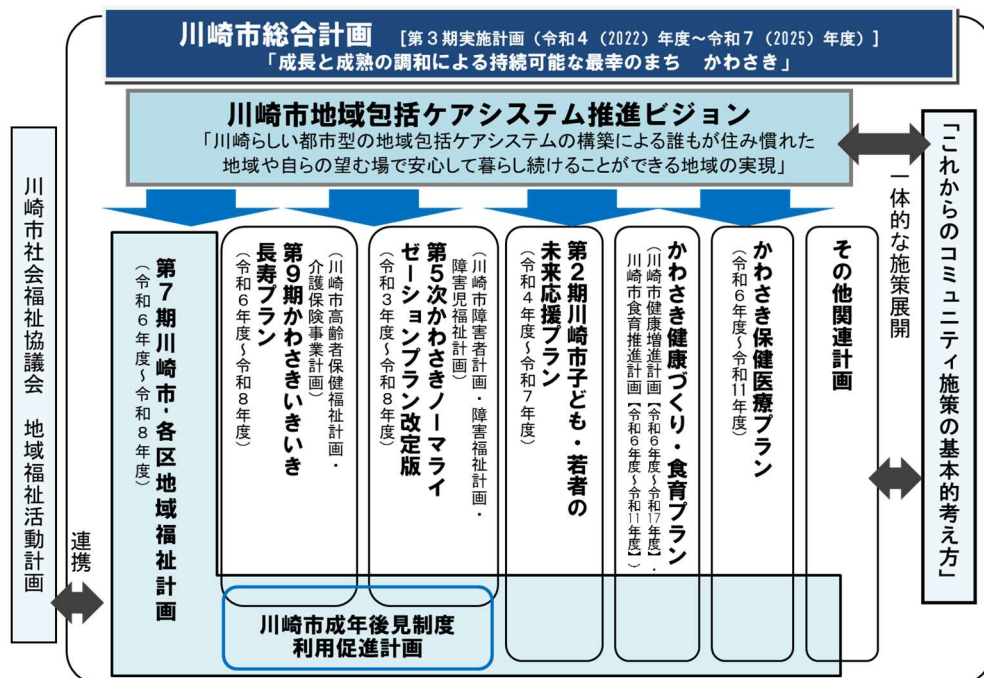 川崎市総合計画 [第3期実施計画(令和4(2022)年度~令和7(2025)年度)]
「成長と成熟の調和による持続可能な最幸のまち かわさき」
川崎市地域包括ケアシステム推進ビジョン
「川崎らしい都市型の地域包括ケアシステムの構築による誰もが住み慣れた
地域や自らの望む場で安心して暮らし続けることができる地域の実現」
川崎市社会福祉協議会 地域福祉活動計画
連携
第7期川崎市・各区地域福祉計画
(令和6年度~令和8年度)
(川崎市高齢者保健福祉計画・
介護保険事業計画)
第9期かわさきいきいき
長寿プラン
(令和6年度~令和8年度)
(川崎市障害者計画・障害福祉計画・
障害児福祉計画)
第5次かわさきノーマライ
ゼーションプラン改定版
(令和3年度~令和8年度)
第2期川崎市子ども・若者の
未来応援プラン
(令和4年度~令和7年度)
かわさき健康づくり・食育プラン
(川崎市健康増進計画【令和6年度~令和17年度】・
川崎市食育推進計画【令和6年度~令和11年度】)
かわさき保健医療プラン
(令和6年度~令和11年度)
その他関連計画
川崎市成年後見制度
利用促進計画
一体的な施策展開
「これからのコミュニティ施策の基本的考え方」